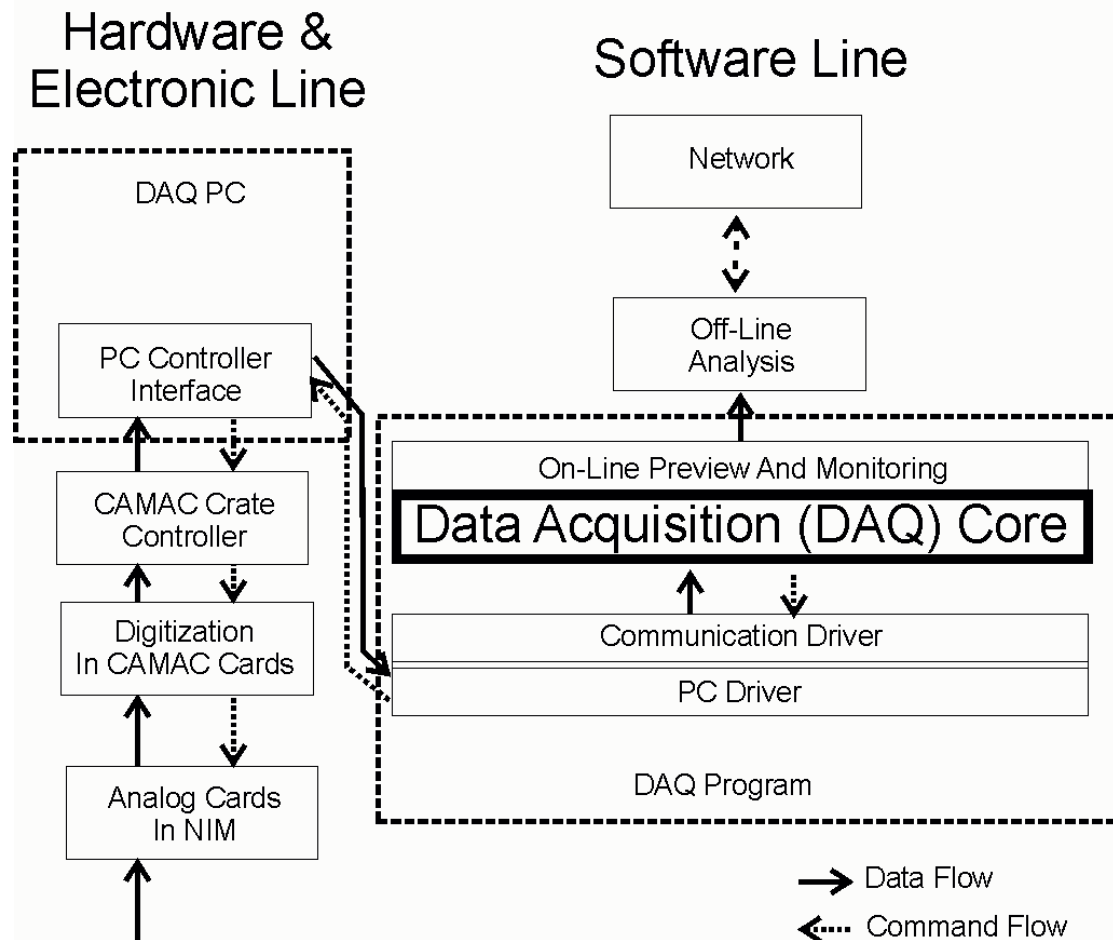 Hardware &
Electronic Line
Software Line
DAQ PC
PC Controller
Interface
CAMAC Crate
Controller
Digitization
In CAMAC Cards
Analog Cards
In NIM
Network
Off-Line
Analysis
On-Line Preview And Monitoring
Data Acquisition (DAQ) Core
Communication Driver
PC Driver
DAQ Program
Data Flow
Command Flow